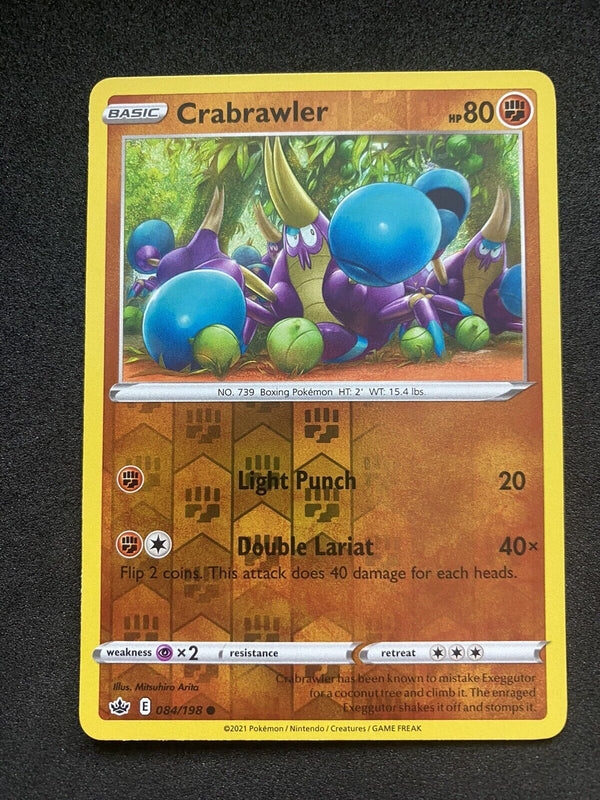 BASIC Crabrawler HP 80
NO. 739 Boxing Pokémon HT: 2' WT: 15.4 lbs.
Light Punch 20
Double Lariat 40×
Flip 2 coins. This attack does 40 damage for each heads.
weakness ×2 resistance retreat
Illus. Mitsuhiro Arita
Crabrawler has been known to mistake Exeggutor
for a coconut tree and climb it. The enraged
Exeggutor shakes it off and stomps it.
E 084/198
©2021 Pokémon / Nintendo / Creatures / GAME FREAK